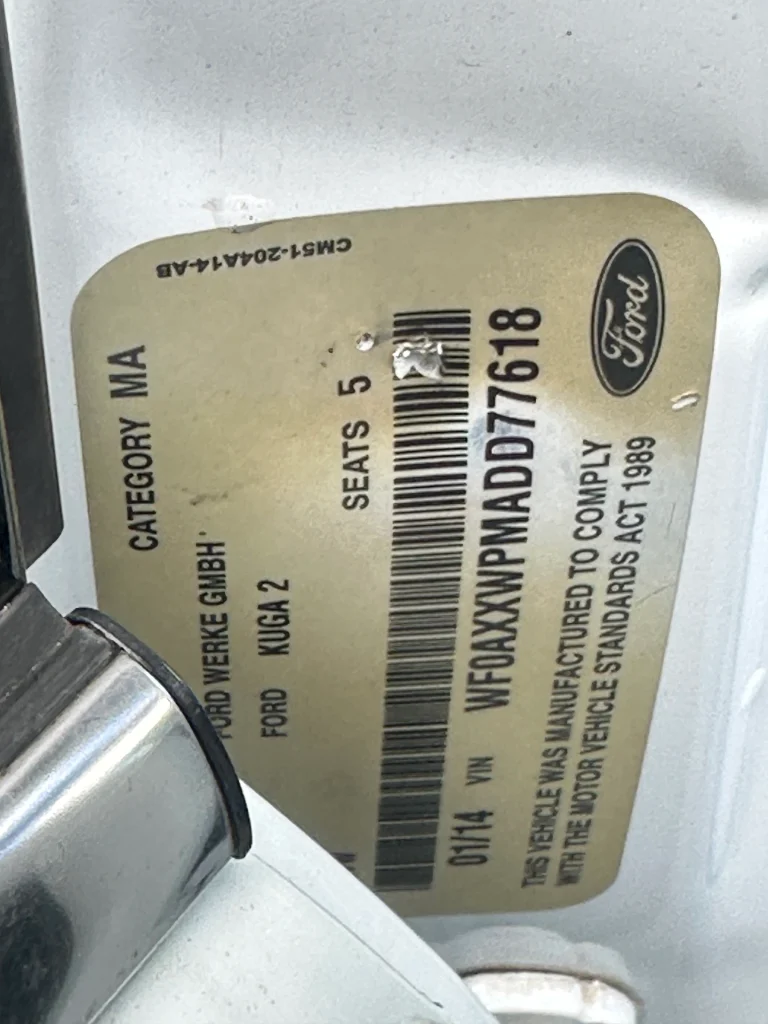 CM51-204A14-AB
CATEGORY MA
FORD WERKE GMBH
FORD KUGA 2
SEATS 5
01/14 VIN WF0AXXWPMADD77618
THIS VEHICLE WAS MANUFACTURED TO COMPLY
WITH THE MOTOR VEHICLE STANDARDS ACT 1989
Ford